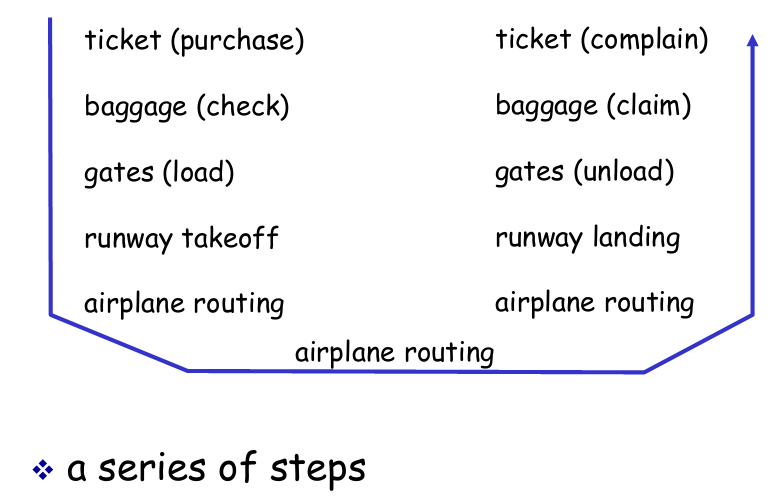 ticket (purchase)
baggage (check)
gates (load)
runway takeoff
airplane routing
ticket (complain)
baggage (claim)
gates (unload)
runway landing
airplane routing
airplane routing
a series of steps